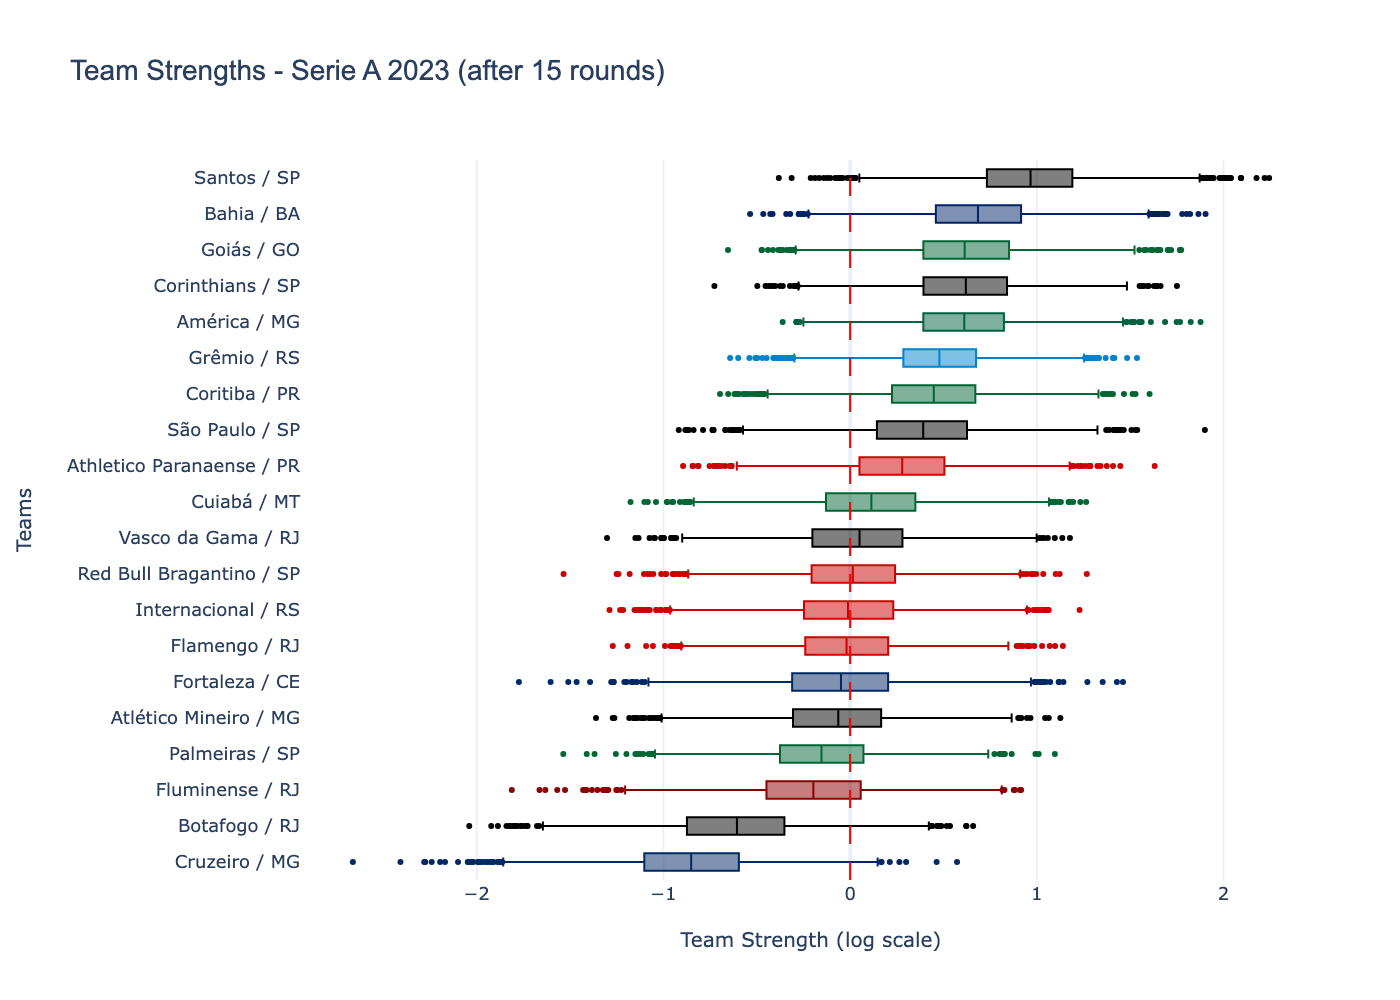 Team Strengths - Serie A 2023 (after 15 rounds)
Teams
Santos / SP
Bahia / BA
Goiás / GO
Corinthians / SP
América / MG
Grêmio / RS
Coritiba / PR
São Paulo / SP
Athletico Paranaense / PR
Cuiabá / MT
Vasco da Gama / RJ
Red Bull Bragantino / SP
Internacional / RS
Flamengo / RJ
Fortaleza / CE
Atlético Mineiro / MG
Palmeiras / SP
Fluminense / RJ
Botafogo / RJ
Cruzeiro / MG
−2 −1 0 1 2
Team Strength (log scale)